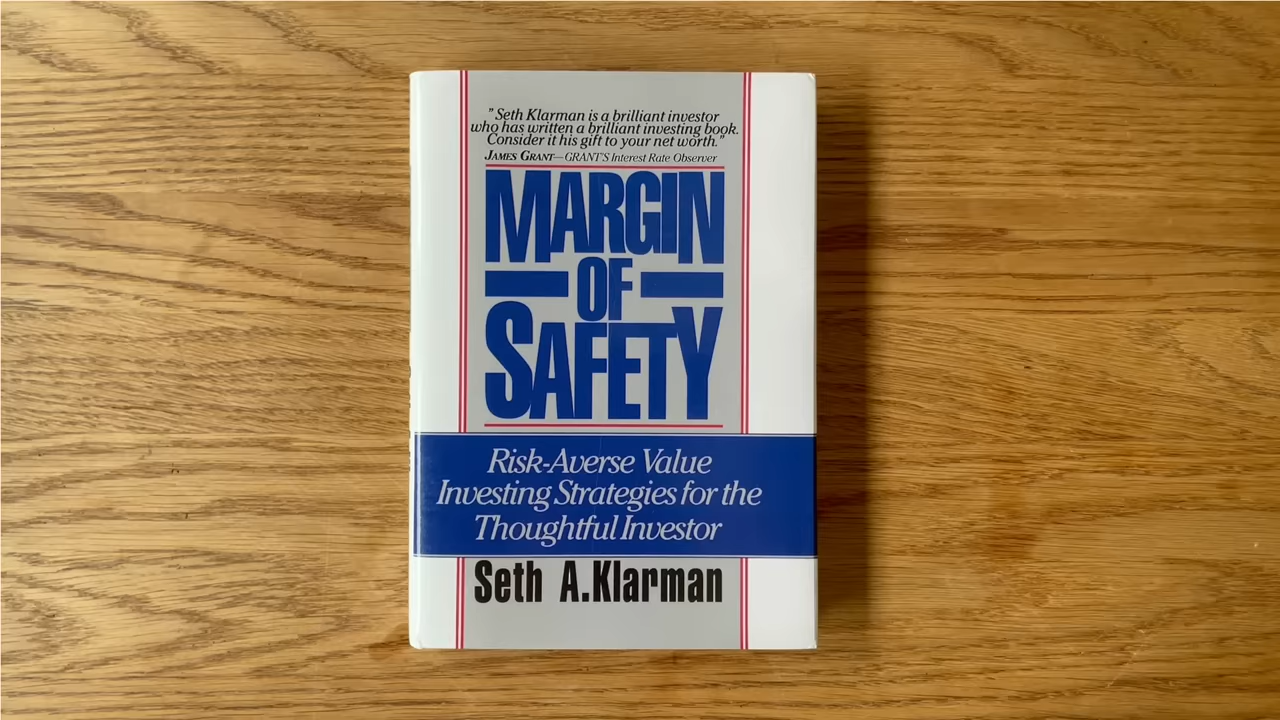 " Seth Klarman is a brilliant investor
who has written a brilliant investing book.
Consider it his gift to your net worth."
JAMES GRANT—GRANT'S Interest Rate Observer
MARGIN
OF
SAFETY
Risk-Averse Value
Investing Strategies for the
Thoughtful Investor
Seth A.Klarman